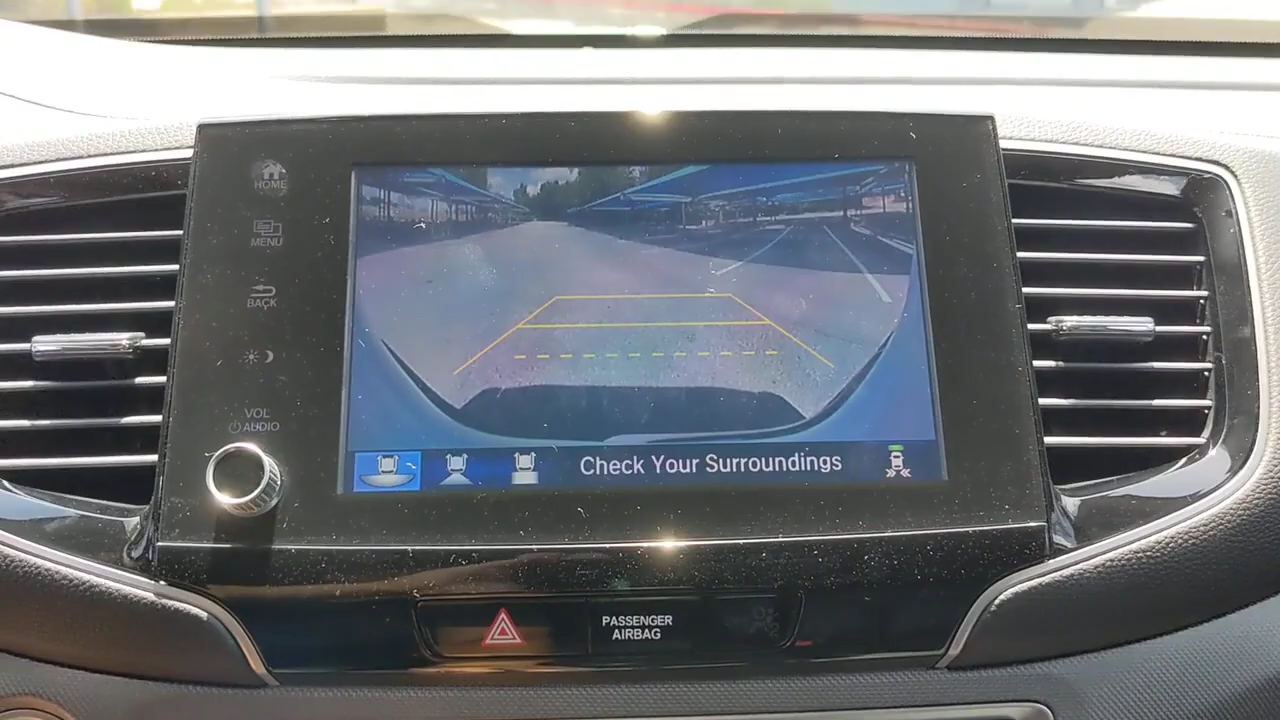 HOME
MENU
BACK
VOL
AUDIO
Check Your Surroundings
PASSENGER
AIRBAG